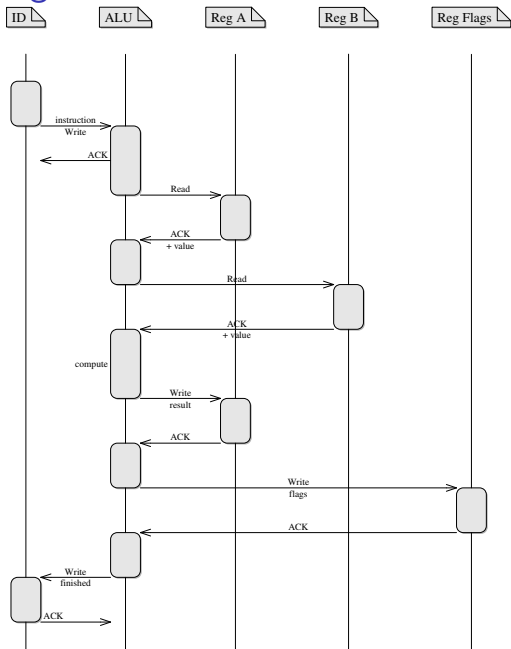 ID
ALU
Reg A
Reg B
Reg Flags
instruction
Write
ACK
Read
ACK
+ value
Read
ACK
+ value
compute
Write
result
ACK
Write
flags
ACK
Write
finished
ACK